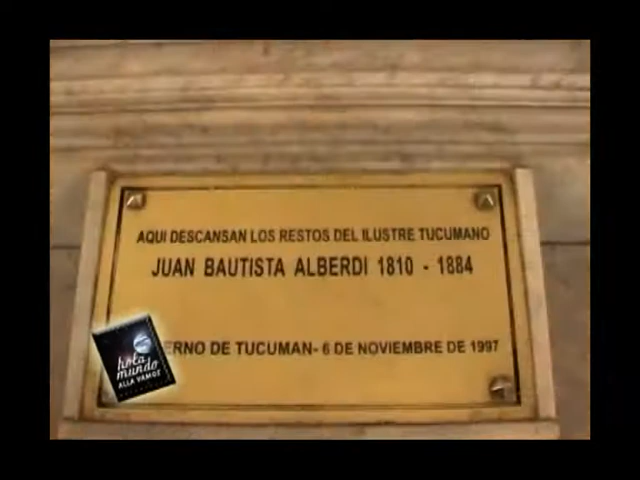 AQUI DESCANSAN LOS RESTOS DEL ILUSTRE TUCUMANO
JUAN BAUTISTA ALBERDI 1810 - 1884
ERNO DE TUCUMAN- 6 DE NOVIEMBRE DE 1997
hola
mundo
ALLA VAMOS